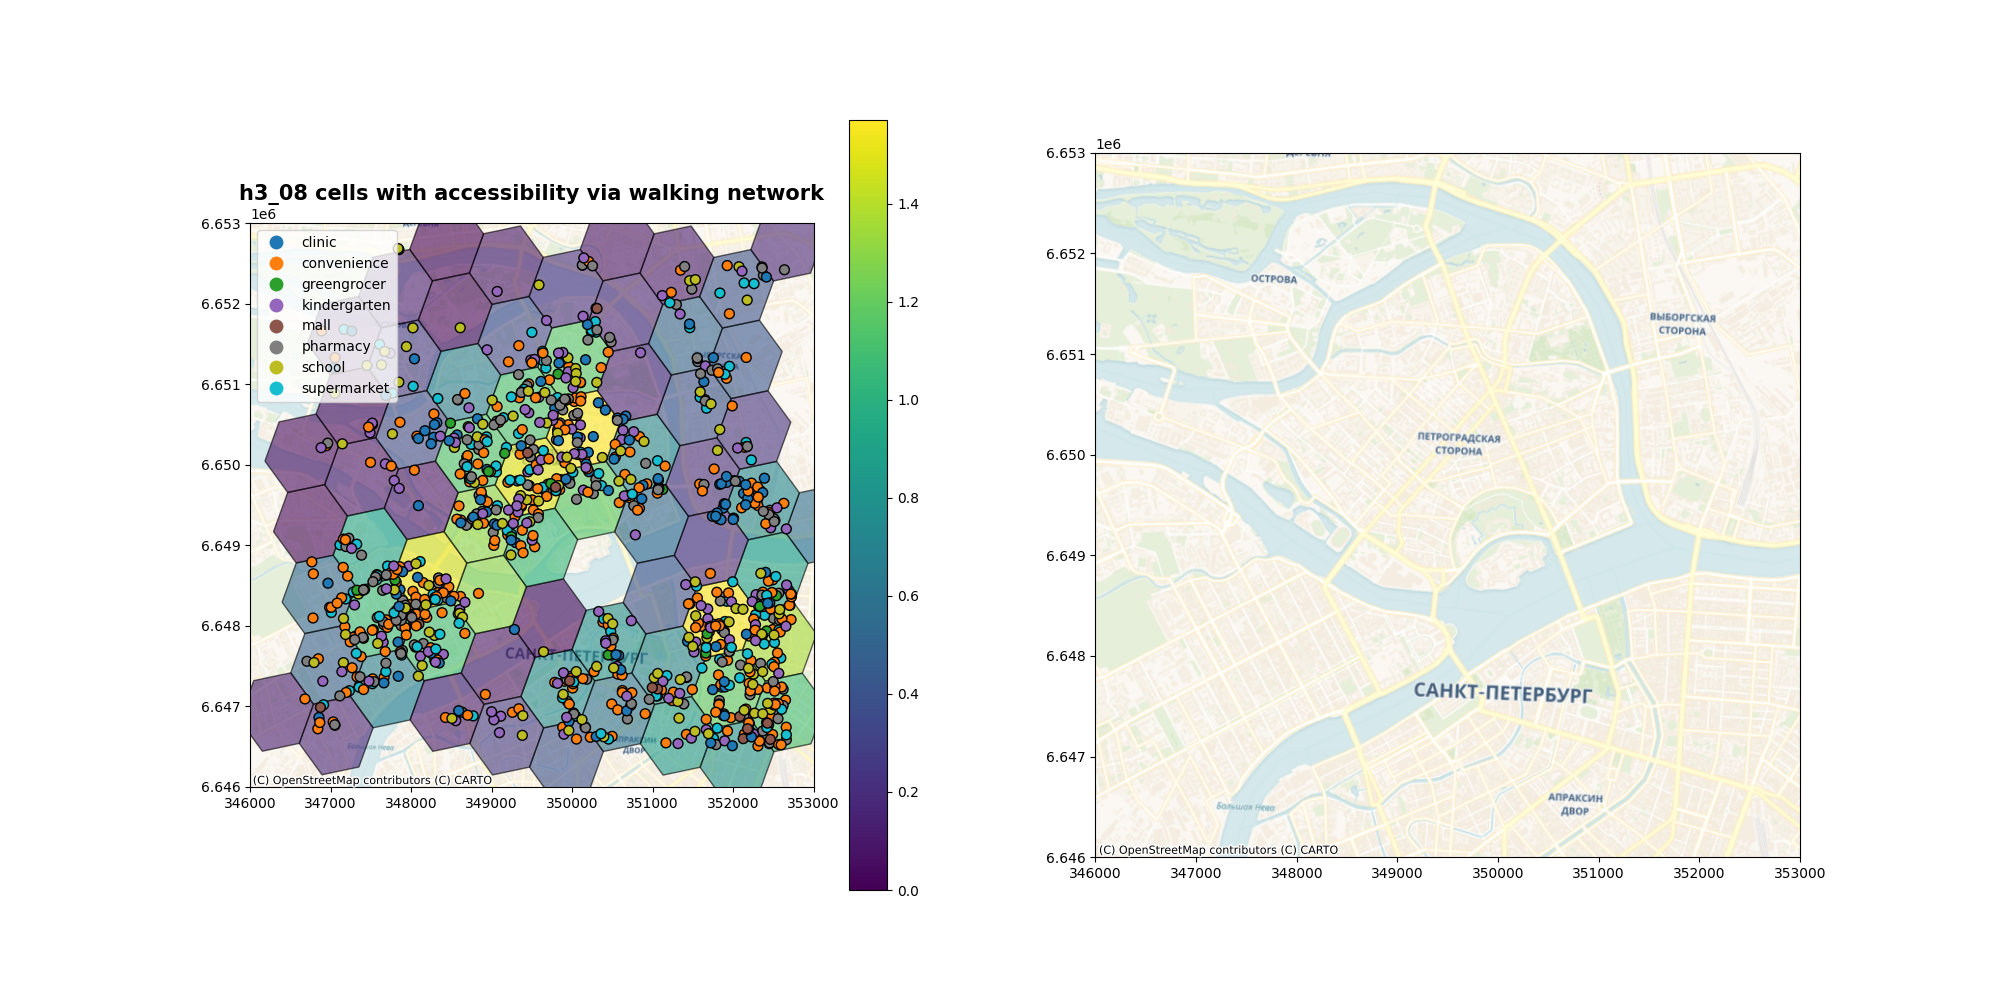 h3_08 cells with accessibility via walking network
1e6
6.653
6.652
6.651
6.650
6.649
6.648
6.647
6.646
346000
347000
348000
349000
350000
351000
352000
353000
clinic
convenience
greengrocer
kindergarten
mall
pharmacy
school
supermarket
САНКТ-ПЕТЕРБУРГ
Большая Нева
АПРАКСИН
ДВОР
(C) OpenStreetMap contributors (C) CARTO
1.4
1.2
1.0
0.8
0.6
0.4
0.2
0.0
1e6
6.653
6.652
6.651
6.650
6.649
6.648
6.647
6.646
346000
347000
348000
349000
350000
351000
352000
353000
ОСТРОВА
ВЫБОРГСКАЯ
СТОРОНА
ПЕТРОГРАДСКАЯ
СТОРОНА
САНКТ-ПЕТЕРБУРГ
Большая Нева
АПРАКСИН
ДВОР
(C) OpenStreetMap contributors (C) CARTO